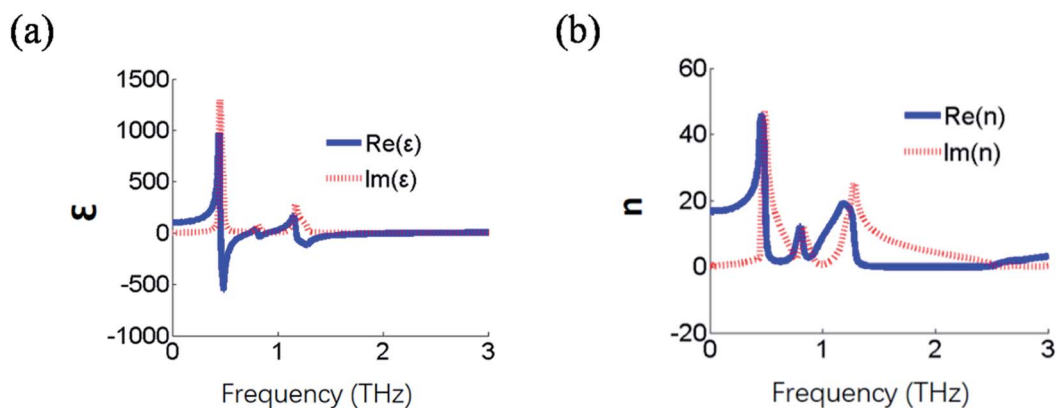 (a)
(b)
1500
1000
500
0
-500
-1000
ε
Re(ε)
Im(ε)
0
1
2
3
Frequency (THz)
60
40
20
0
-20
n
Re(n)
Im(n)
0
1
2
3
Frequency (THz)